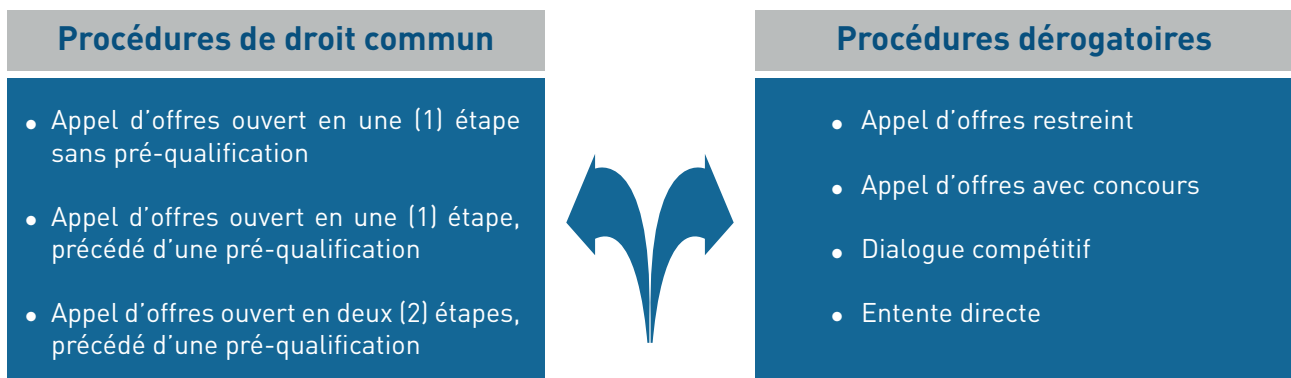 Procédures de droit commun
• Appel d’offres ouvert en une (1) étape
sans pré-qualification
• Appel d’offres ouvert en une (1) étape,
précédé d’une pré-qualification
• Appel d’offres ouvert en deux (2) étapes,
précédé d’une pré-qualification
Procédures dérogatoires
• Appel d’offres restreint
• Appel d’offres avec concours
• Dialogue compétitif
• Entente directe